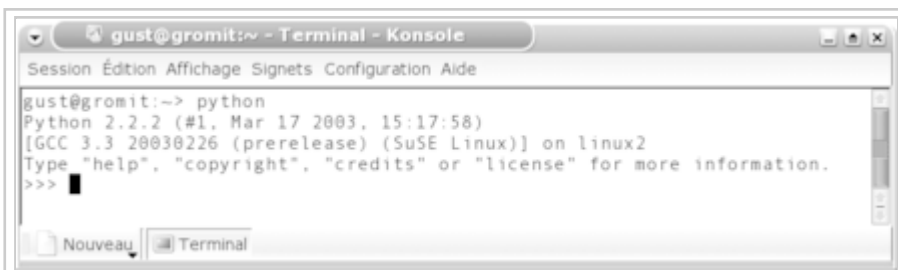 gust@gromit:~ - Terminal - Konsole
Session Édition Affichage Signets Configuration Aide
gust@gromit:~> python
Python 2.2.2 (#1, Mar 17 2003, 15:17:58)
[GCC 3.3 20030226 (prerelease) (SuSE Linux)] on linux2
Type "help", "copyright", "credits" or "license" for more information.
>>>
Nouveau Terminal